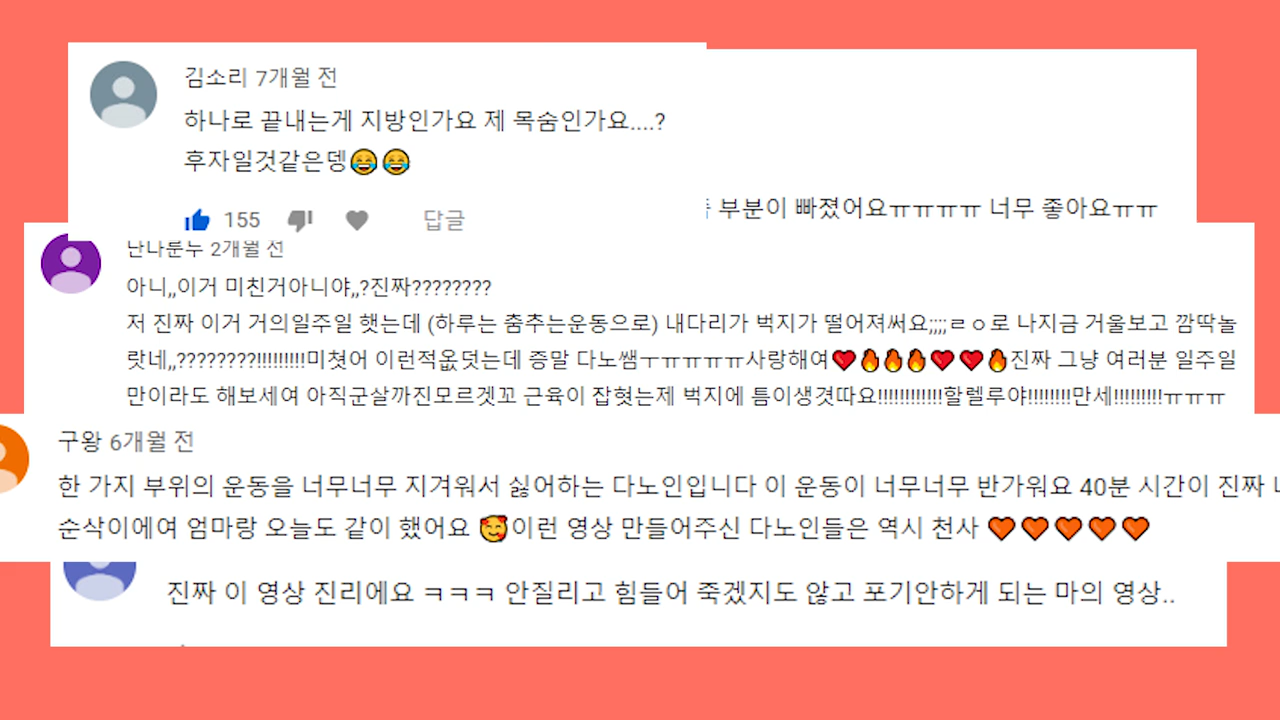 김소리 7개월 전
하나로 끝내는게 지방인가요 제 목숨인가요....?
후자일것같은뎅😂😂
155 답글
부분이 빠졌어요ㅠㅠㅠㅠ 너무 좋아요ㅠㅠ
난나룬누 2개월 전
아니,,이거 미친거아니야,,?진짜????????
저 진짜 이거 거의일주일 햇는데 (하루는 춤추는운동으로) 내다리가 벅지가 떨어져써요;;;;ㄹㅇ로 나지금 거울보고 깜딱놀
랏네,,????????!!!!!!!!!미쳣어 이런적옶덧는데 증말 다노쌤ㅜㅠㅠㅠㅠ사랑해여❤️🔥🔥🔥❤️❤️🔥진짜 그냥 여러분 일주일
만이라도 해보세여 아직군살까진모르겟꼬 근육이 잡혓는제 벅지에 틈이생겻따요!!!!!!!!!!!!!할렐루야!!!!!!!!만세!!!!!!!!!ㅠㅠㅠ
구왕 6개월 전
한 가지 부위의 운동을 너무너무 지겨워서 싫어하는 다노인입니다 이 운동이 너무너무 반가워요 40분 시간이 진짜
순삭이에여 엄마랑 오늘도 같이 했어요 🥰이런 영상 만들어주신 다노인들은 역시 천사 🧡🧡🧡🧡🧡
진짜 이 영상 진리에요 ㅋㅋㅋ 안질리고 힘들어 죽겠지도 않고 포기안하게 되는 마의 영상..